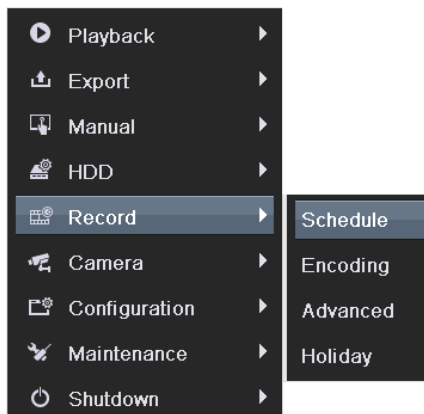 Playback
Export
Manual
HDD
Record
Camera
Configuration
Maintenance
Shutdown
Schedule
Encoding
Advanced
Holiday